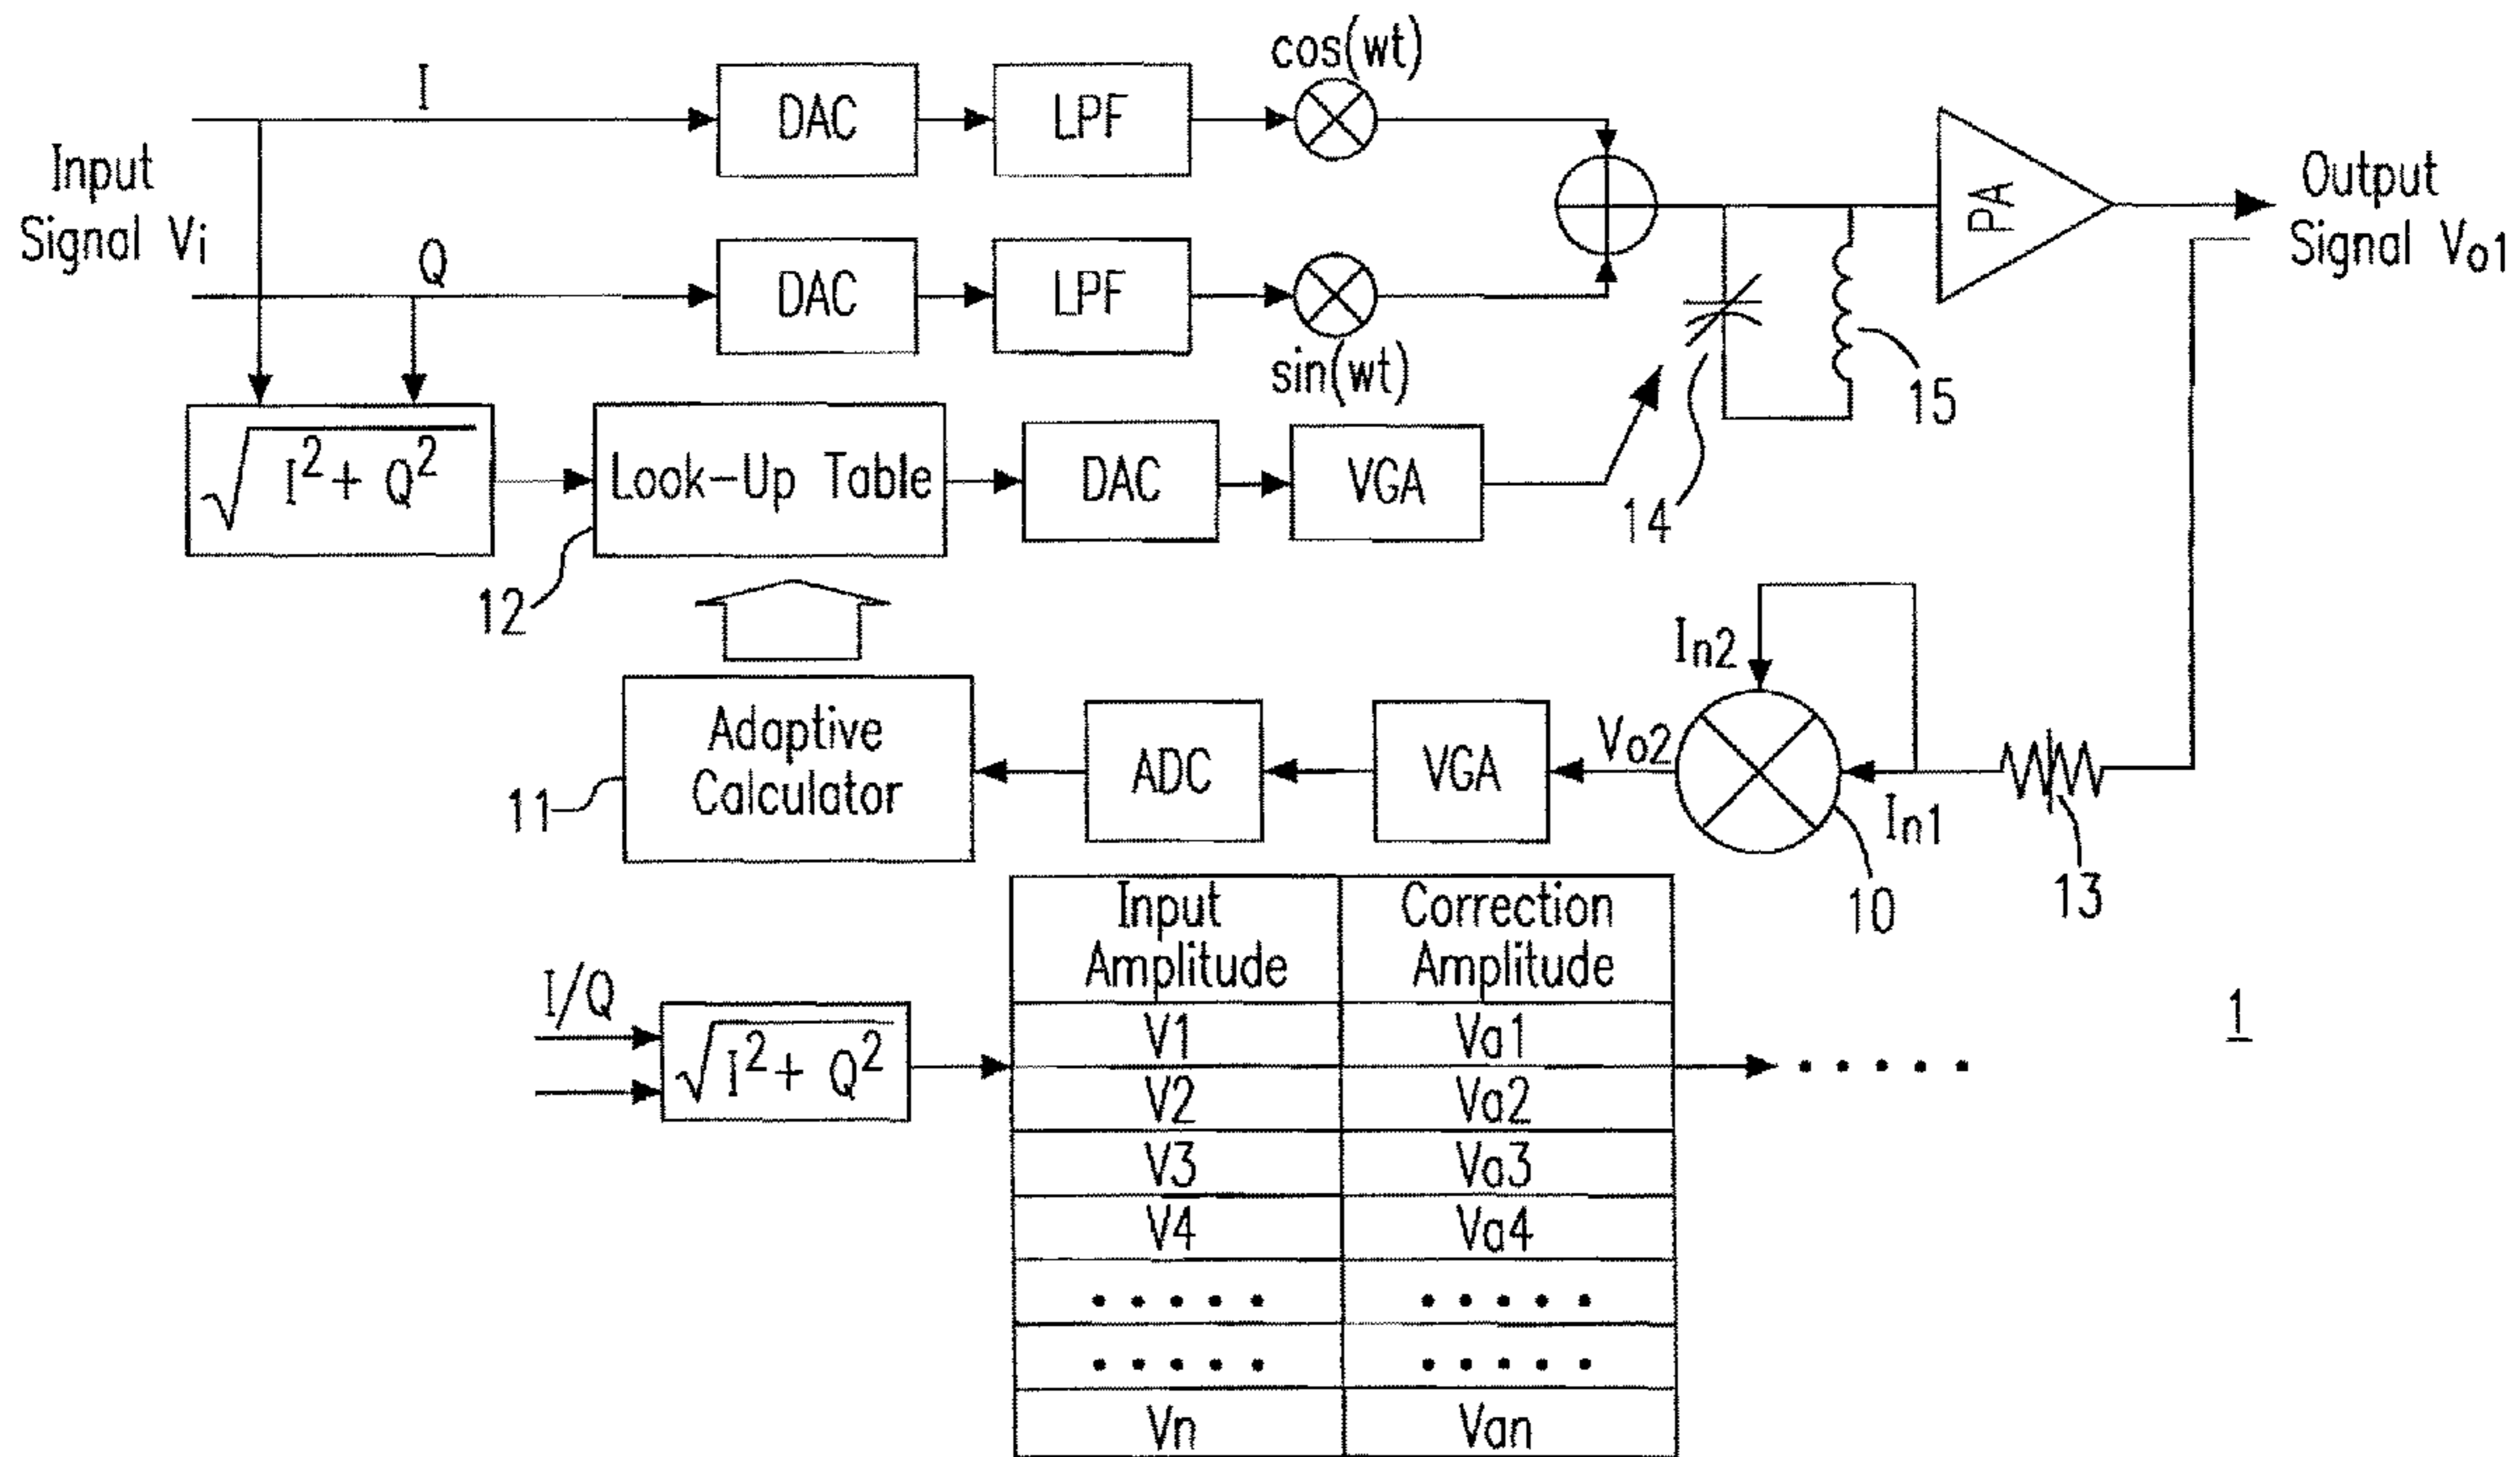 cos(wt)
I
DAC
LPF
Input
Signal Vi
PA
Output
Signal Vo1
Q
DAC
LPF
sin(wt)
14
15
√I²+ Q²
Look-Up Table
DAC
VGA
12
In2
Adaptive
Calculator
11
ADC
VGA
Vo2
In1
10
13
Input
Amplitude
Correction
Amplitude
I/Q
√I²+ Q²
V1
Va1
V2
Va2
V3
Va3
V4
Va4
.....
.....
.....
.....
.....
Vn
Van
1